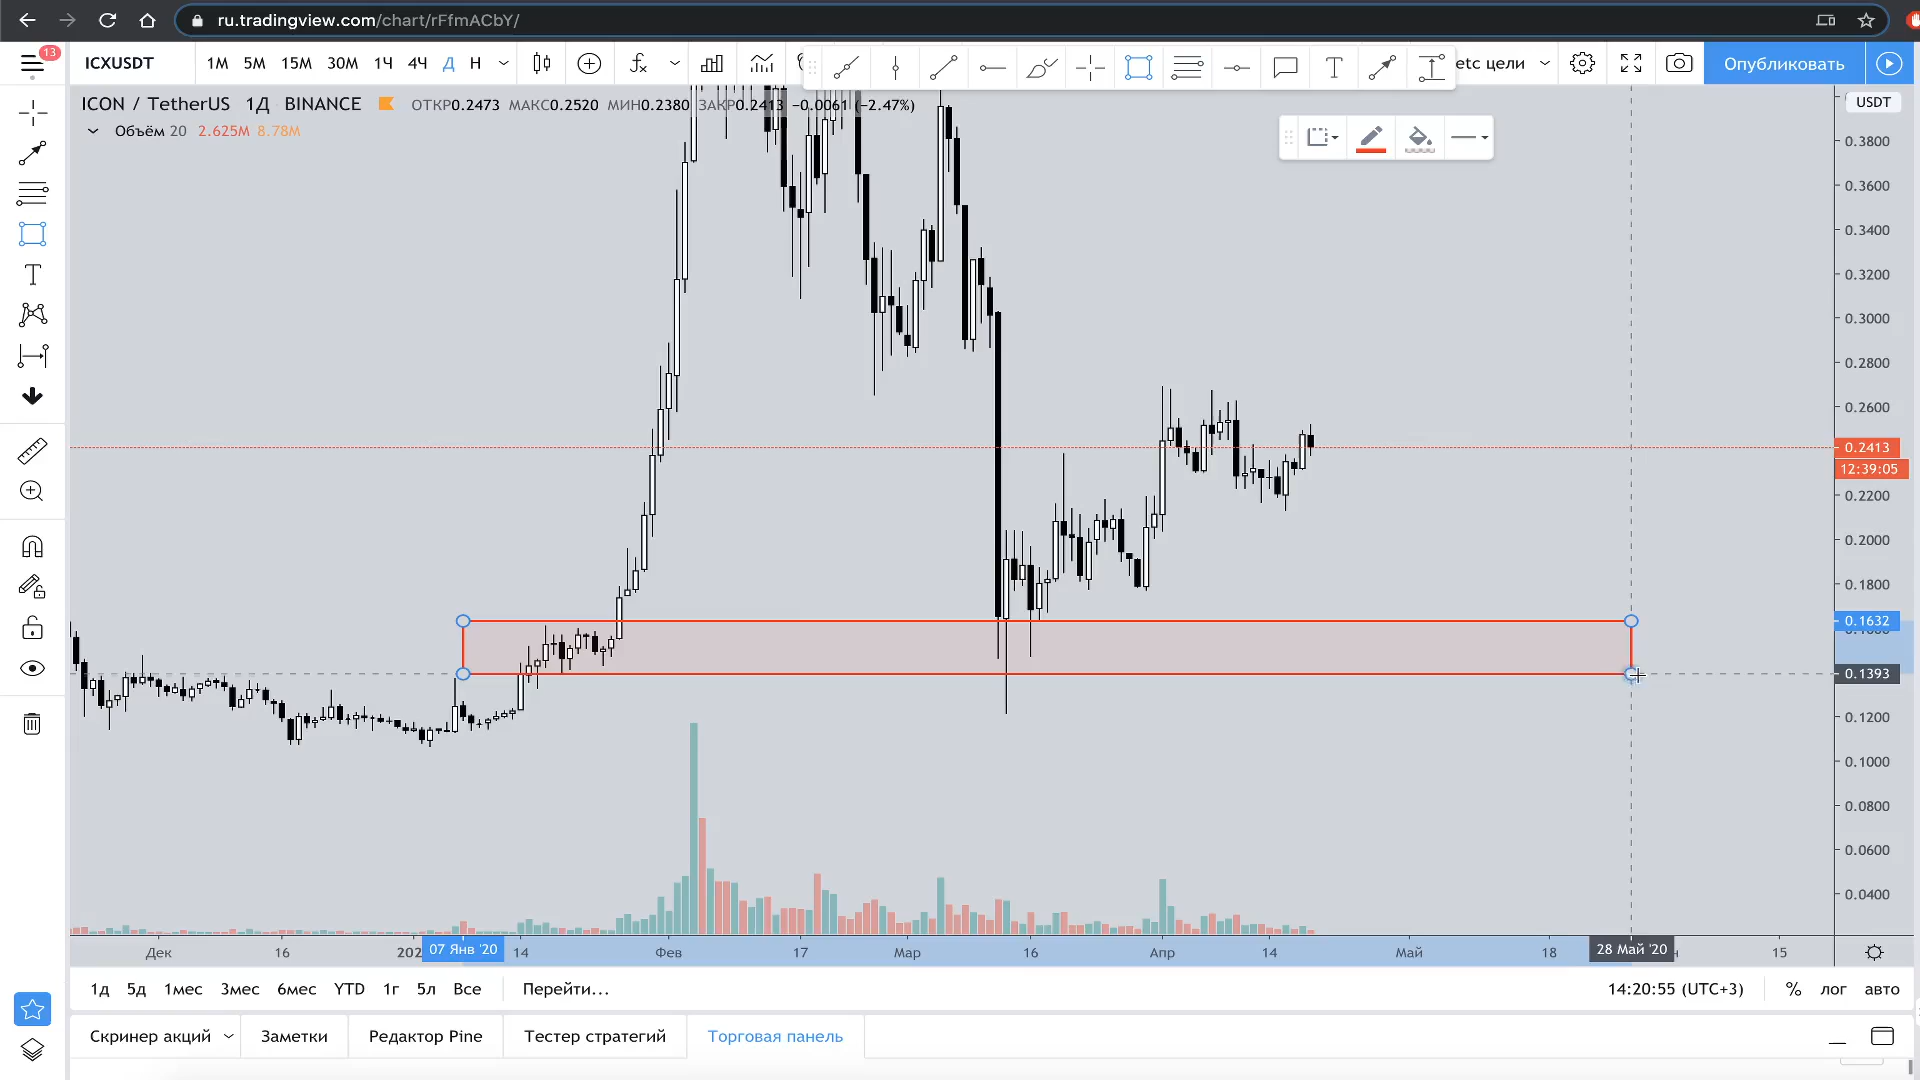 ru.tradingview.com/chart/rFfmACbY/
13
ICXUSDT 1М 5М 15М 30М 1Ч 4Ч Д Н etc цели Опубликовать
ICON / TetherUS 1Д BINANCE ОТКР0.2473 МАКС0.2520 МИН0.2380 ЗАКР0.2413 −0.0061 (−2.47%)
USDT
Объём 20 2.625M 8.78M
0.3800
0.3600
0.3400
0.3200
0.3000
0.2800
0.2600
0.2413
12:39:05
0.2200
0.2000
0.1800
0.1632
0.1393
0.1200
0.1000
0.0800
0.0600
0.0400
Дек 16 202 07 Янв '20 14 Фев 17 Мар 16 Апр 14 Май 18 28 Май '20 15
1д 5д 1мес 3мес 6мес YTD 1г 5л Все Перейти... 14:20:55 (UTC+3) % лог авто
Скринер акций Заметки Редактор Pine Тестер стратегий Торговая панель